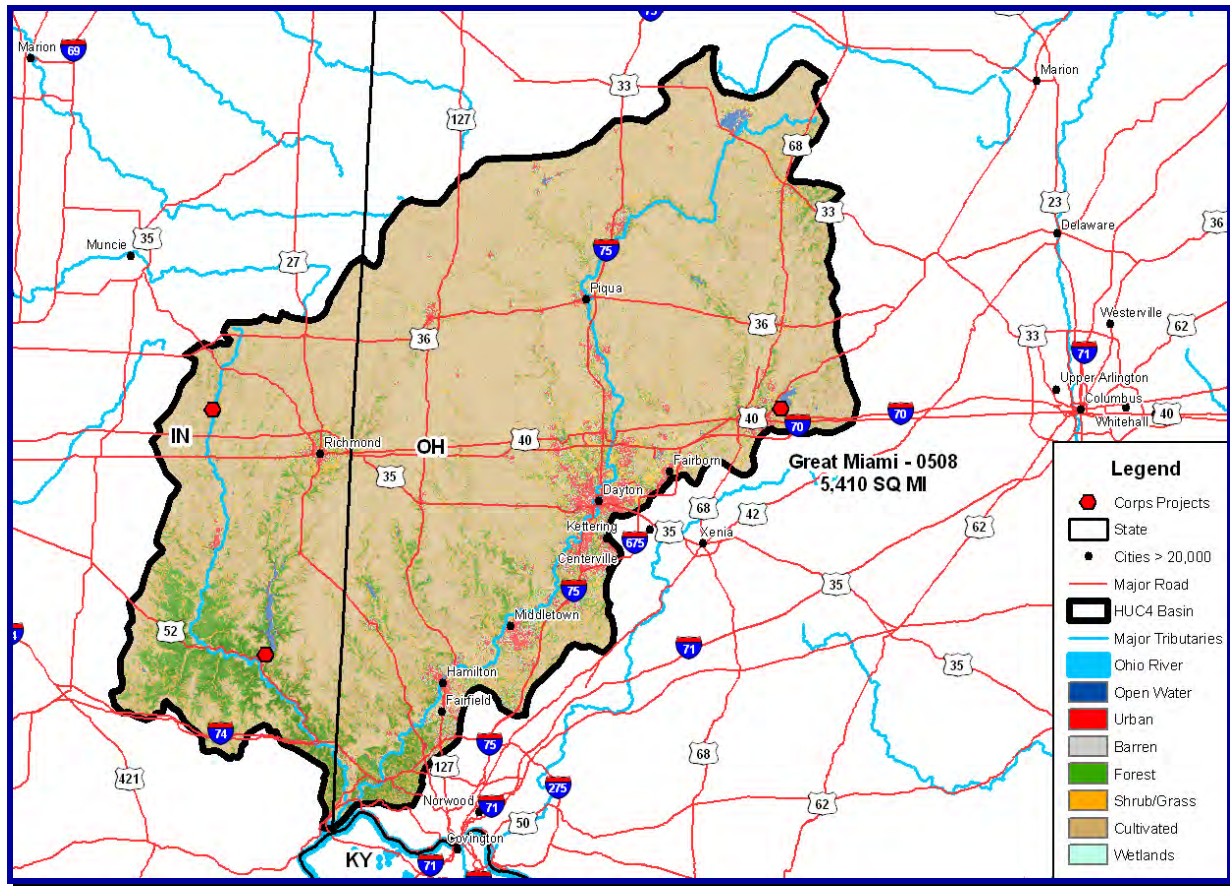 75
Marion
69
33
127
Marion
68
33
23
Delaware
36
Muncie
35
27
75
Piqua
36
36
Westerville
62
33
71
Upper Arlington
Columbus
Whitehall
40
40
70
70
IN
Richmond
OH
40
35
Fairborn
Great Miami - 0508
5,410 SQ MI
Dayton
68
42
Kettering
35
Xenia
675
Centerville
62
75
35
Middletown
52
71
35
Hamilton
Fairfield
74
75
127
68
421
Norwood
71
275
62
50
Covington
KY
71
Legend
Corps Projects
State
Cities > 20,000
Major Road
HUC4 Basin
Major Tributaries
Ohio River
Open Water
Urban
Barren
Forest
Shrub/Grass
Cultivated
Wetlands